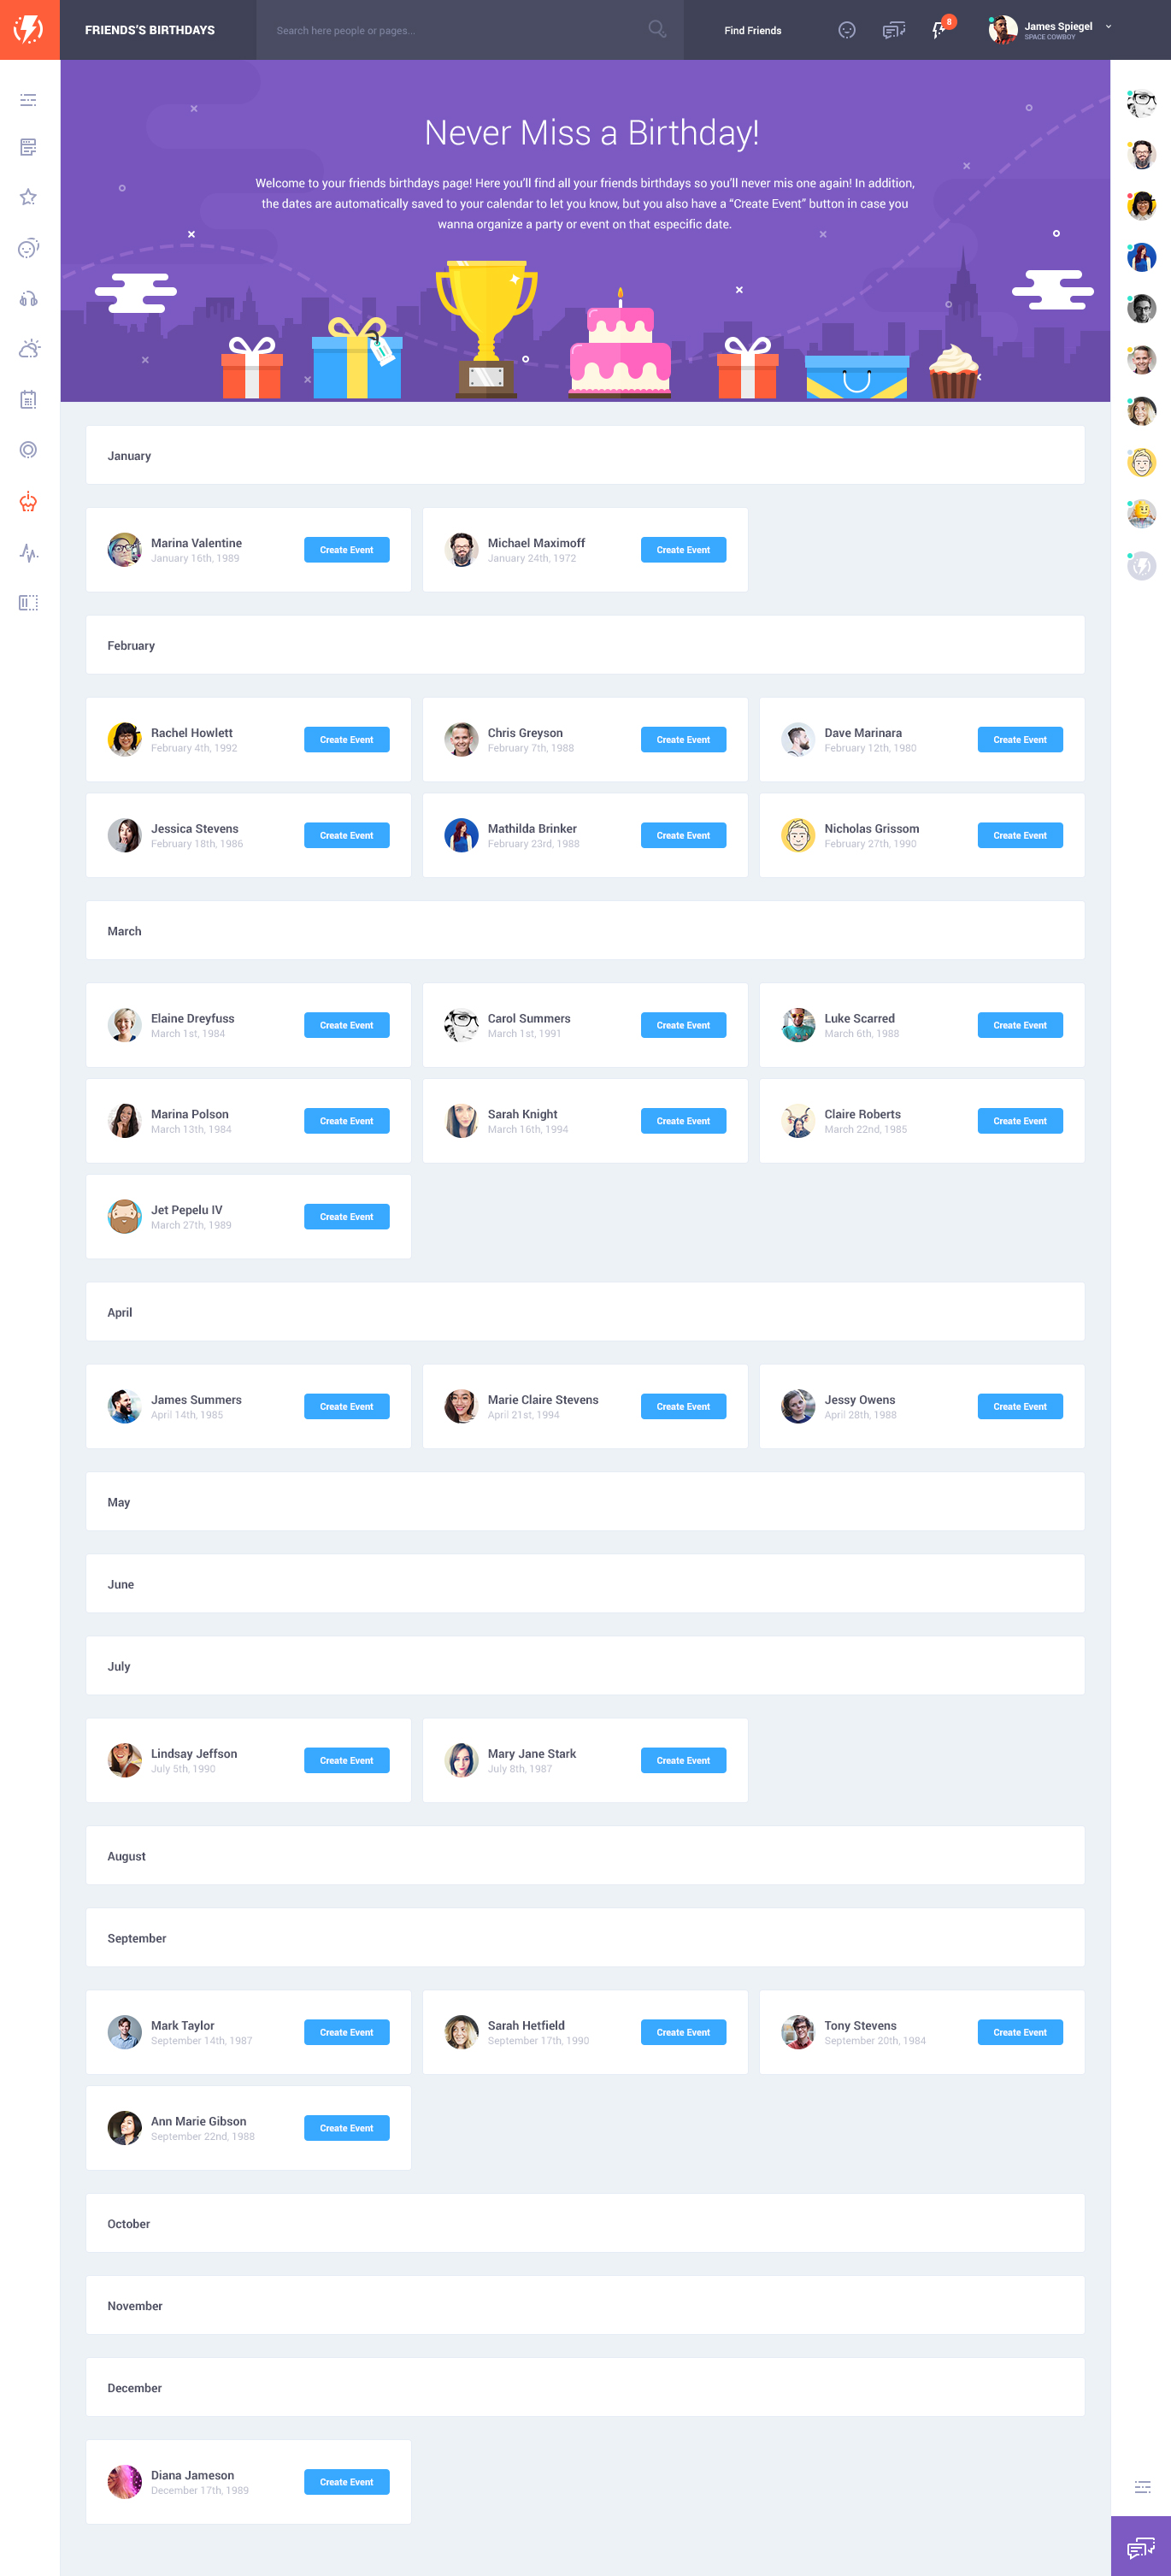 FRIENDS'S BIRTHDAYS
Search here people or pages...
Find Friends
8
James Spiegel
SPACE COWBOY
Never Miss a Birthday!
Welcome to your friends birthdays page! Here you'll find all your friends birthdays so you'll never mis one again! In addition,
the dates are automatically saved to your calendar to let you know, but you also have a “Create Event” button in case you
wanna organize a party or event on that especific date.
January
Marina Valentine
January 16th, 1989
Create Event
Michael Maximoff
January 24th, 1972
Create Event
February
Rachel Howlett
February 4th, 1992
Create Event
Chris Greyson
February 7th, 1988
Create Event
Dave Marinara
February 12th, 1980
Create Event
Jessica Stevens
February 18th, 1986
Create Event
Mathilda Brinker
February 23rd, 1988
Create Event
Nicholas Grissom
February 27th, 1990
Create Event
March
Elaine Dreyfuss
March 1st, 1984
Create Event
Carol Summers
March 1st, 1991
Create Event
Luke Scarred
March 6th, 1988
Create Event
Marina Polson
March 13th, 1984
Create Event
Sarah Knight
March 16th, 1994
Create Event
Claire Roberts
March 22nd, 1985
Create Event
Jet Pepelu IV
March 27th, 1989
Create Event
April
James Summers
April 14th, 1985
Create Event
Marie Claire Stevens
April 21st, 1994
Create Event
Jessy Owens
April 28th, 1988
Create Event
May
June
July
Lindsay Jeffson
July 5th, 1990
Create Event
Mary Jane Stark
July 8th, 1987
Create Event
August
September
Mark Taylor
September 14th, 1987
Create Event
Sarah Hetfield
September 17th, 1990
Create Event
Tony Stevens
September 20th, 1984
Create Event
Ann Marie Gibson
September 22nd, 1988
Create Event
October
November
December
Diana Jameson
December 17th, 1989
Create Event